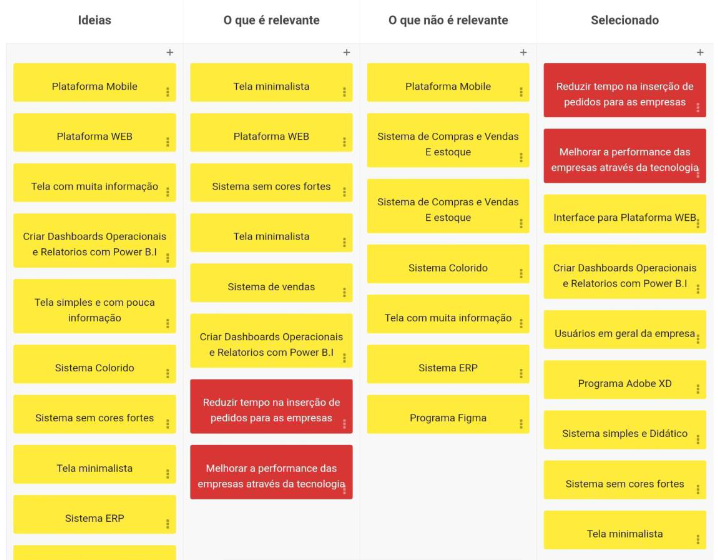 Ideias
Plataforma Mobile
Plataforma WEB
Tela com muita informação
Criar Dashboards Operacionais
e Relatorios com Power B.I
Tela simples e com pouca
informação
Sistema Colorido
Sistema sem cores fortes
Tela minimalista
Sistema ERP
O que é relevante
Tela minimalista
Plataforma WEB
Sistema sem cores fortes
Tela minimalista
Sistema de vendas
Criar Dashboards Operacionais
e Relatorios com Power B.I
Reduzir tempo na inserção de
pedidos para as empresas
Melhorar a performance das
empresas através da tecnologia
O que não é relevante
Plataforma Mobile
Sistema de Compras e Vendas
E estoque
Sistema de Compras e Vendas
E estoque
Sistema Colorido
Tela com muita informação
Sistema ERP
Programa Figma
Selecionado
Reduzir tempo na inserção de
pedidos para as empresas
Melhorar a performance das
empresas através da tecnologia
Interface para Plataforma WEB
Criar Dashboards Operacionais
e Relatorios com Power B.I
Usuários em geral da empresa
Programa Adobe XD
Sistema simples e Didático
Sistema sem cores fortes
Tela minimalista